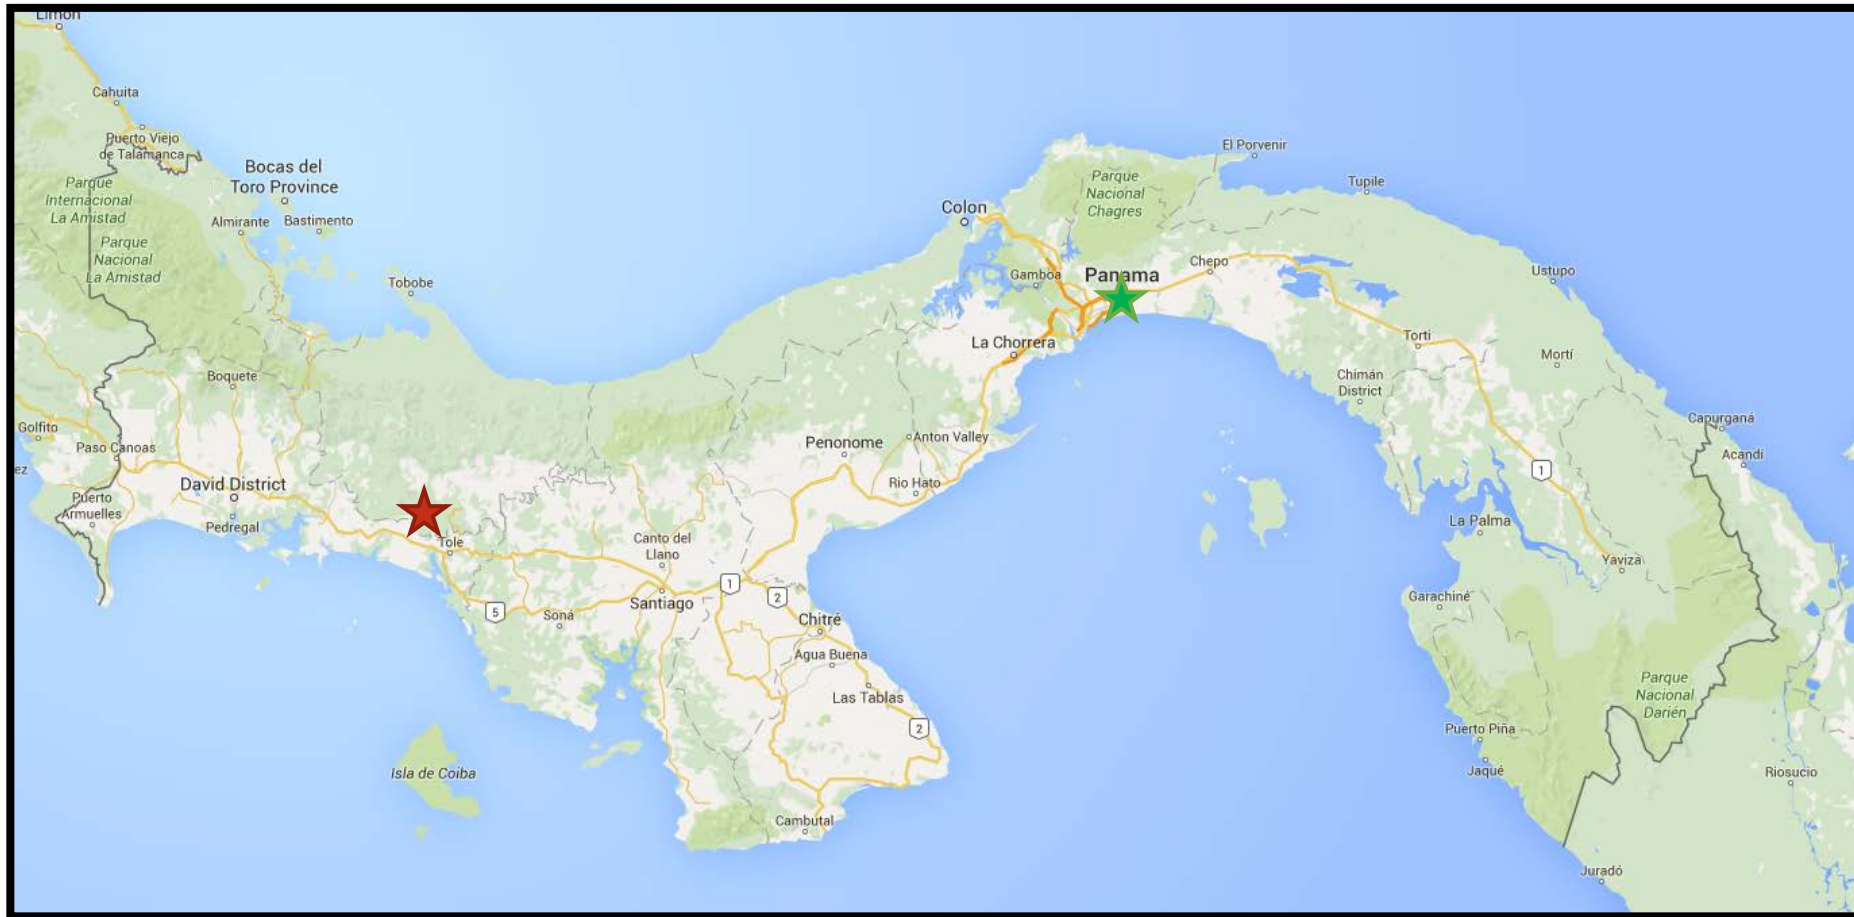 Limon
Cahuita
Puerto Viejo
de Talamanca
Bocas del
Toro Province
Parque
Internacional
La Amistad
Almirante
Bastimento
Parque
Nacional
La Amistad
Tobobe
Boquete
Golfito
Paso Canoas
ez
David District
Puerto
Armuelles
Pedregal
Tole
Canto del
Llano
Santiago
5
Soná
1
2
Chitré
Agua Buena
Las Tablas
2
Isla de Coiba
Cambutal
Penonome
Anton Valley
Rio Hato
La Chorrera
Colon
Gamboa
Panama
Parque
Nacional
Chagres
El Porvenir
Tupile
Chepo
Ustupo
Torti
Mortí
Chimán
District
Capurganá
Acandí
1
La Palma
Yaviza
Garachiné
Parque
Nacional
Darién
Puerto Piña
Jaqué
Riosucio
Juradó